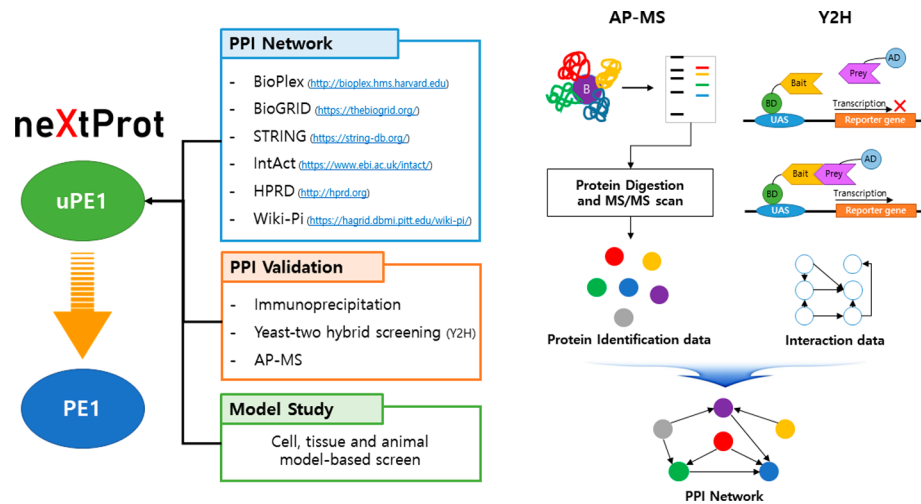 neXtProt
uPE1
PE1
PPI Network
- BioPlex (http://bioplex.hms.harvard.edu)
- BioGRID (https://thebiogrid.org/)
- STRING (https://string-db.org/)
- IntAct (https://www.ebi.ac.uk/intact/)
- HPRD (http://hprd.org)
- Wiki-Pi (https://hagrid.dbmi.pitt.edu/wiki-pi/)
PPI Validation
- Immunoprecipitation
- Yeast-two hybrid screening (Y2H)
- AP-MS
Model Study
Cell, tissue and animal
model-based screen
AP-MS
B
Protein Digestion
and MS/MS scan
Protein Identification data
Y2H
AD
Bait
Prey
BD
Transcription
UAS
Reporter gene
AD
Bait
Prey
BD
Transcription
UAS
Reporter gene
Interaction data
PPI Network